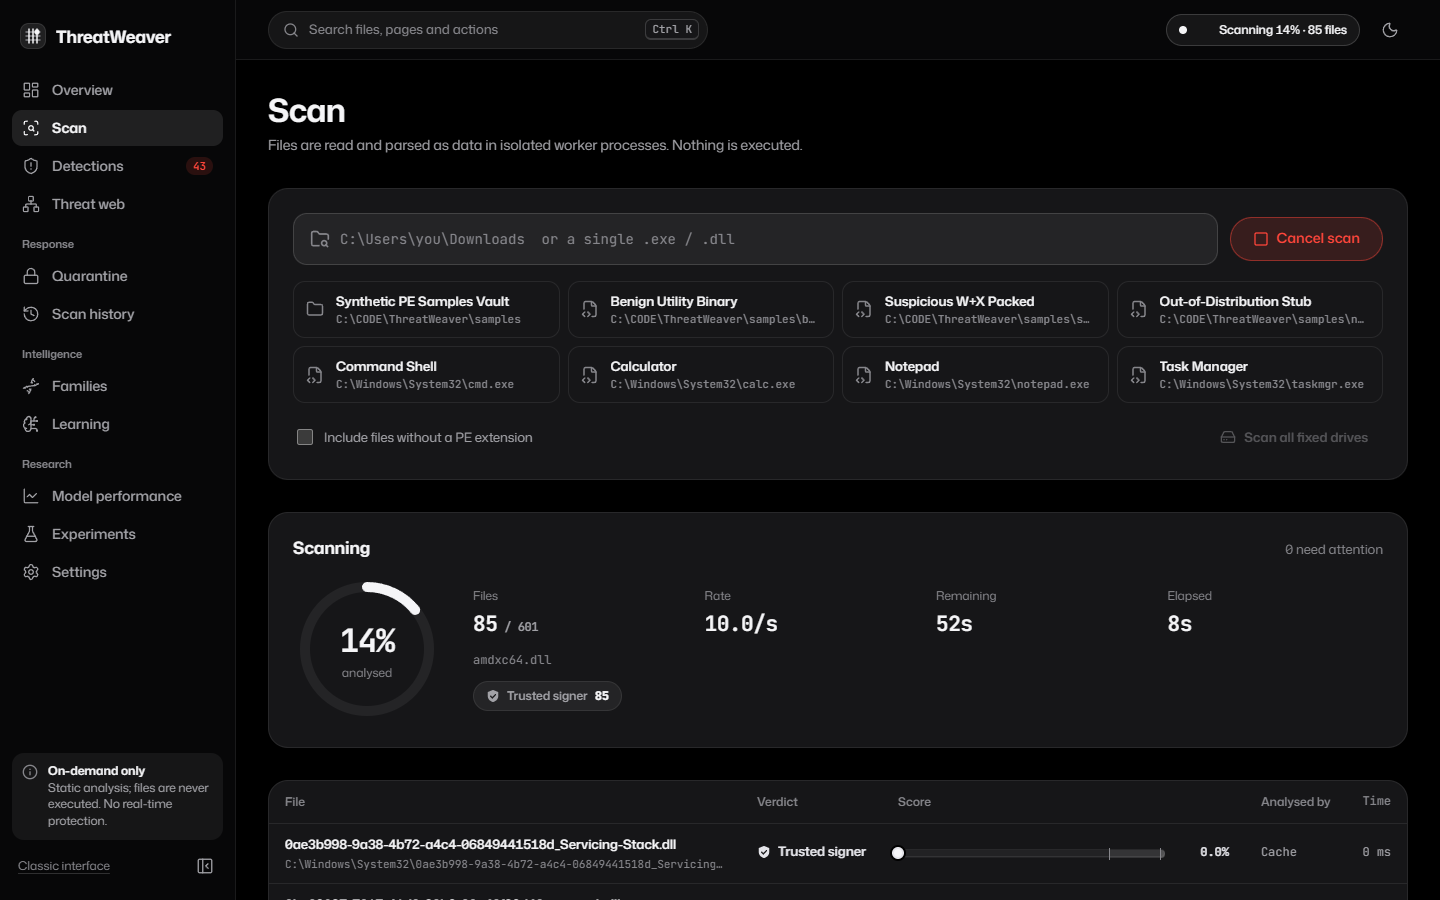 ThreatWeaver
Search files, pages and actions
Ctrl K
Scanning 14% · 85 files
Overview
Scan
Detections
43
Threat web
Response
Quarantine
Scan history
Intelligence
Families
Learning
Research
Model performance
Experiments
Settings
On-demand only
Static analysis; files are never
executed. No real-time
protection.
Classic interface
Scan
Files are read and parsed as data in isolated worker processes. Nothing is executed.
C:\Users\you\Downloads  or a single .exe / .dll
Cancel scan
Synthetic PE Samples Vault
C:\CODE\ThreatWeaver\samples
Benign Utility Binary
C:\CODE\ThreatWeaver\samples\b…
Suspicious W+X Packed
C:\CODE\ThreatWeaver\samples\s…
Out-of-Distribution Stub
C:\CODE\ThreatWeaver\samples\n…
Command Shell
C:\Windows\System32\cmd.exe
Calculator
C:\Windows\System32\calc.exe
Notepad
C:\Windows\System32\notepad.exe
Task Manager
C:\Windows\System32\taskmgr.exe
Include files without a PE extension
Scan all fixed drives
Scanning
0 need attention
14%
analysed
Files
85 / 601
Rate
10.0/s
Remaining
52s
Elapsed
8s
amdxc64.dll
Trusted signer 85
File
Verdict
Score
Analysed by
Time
0ae3b998-9a38-4b72-a4c4-06849441518d_Servicing-Stack.dll
C:\Windows\System32\0ae3b998-9a38-4b72-a4c4-06849441518d_Servicing…
Trusted signer
0.0%
Cache
0 ms